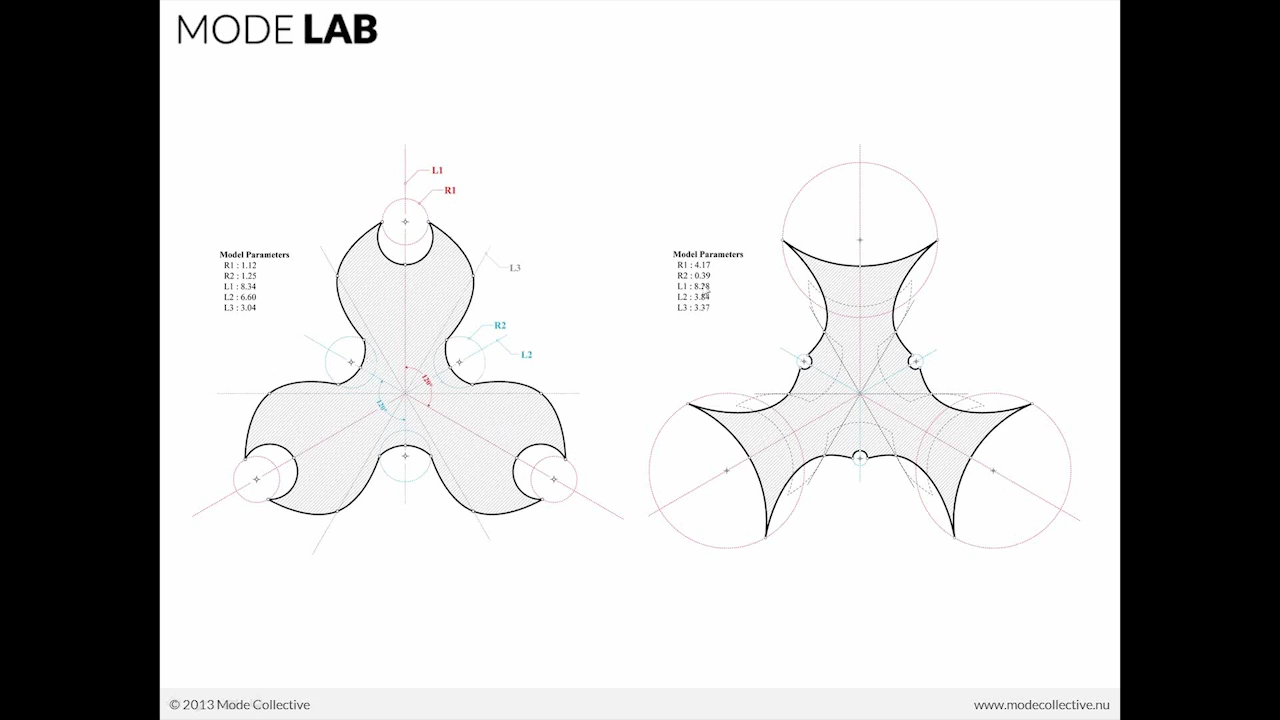 MODE LAB
L1
R1
L3
R2
L2
120°
120°
Model Parameters
R1 : 1.12
R2 : 1.25
L1 : 8.34
L2 : 6.60
L3 : 3.04
Model Parameters
R1 : 4.17
R2 : 0.39
L1 : 8.28
L2 : 3.84
L3 : 3.37
© 2013 Mode Collective
www.modecollective.nu